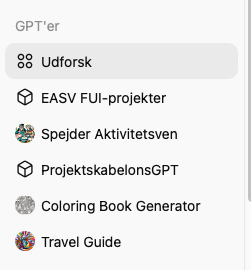 GPT'er
Udforsk
EASV FUI-projekter
Spejder Aktivitetsven
ProjektskabelonsGPT
Coloring Book Generator
Travel Guide